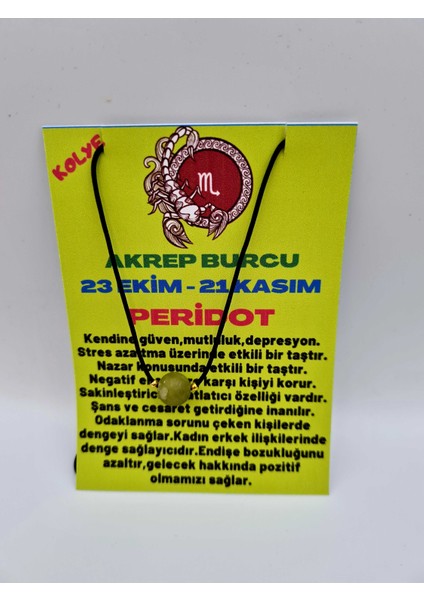 KOLYE
AKREP BURCU
23 EKİM - 21 KASIM
PERİDOT
Kendine güven,mutluluk,depresyon.
Stres azaltma üzerinde etkili bir taştır.
Nazar konusunda etkili bir taştır.
Negatif karşı kişiyi korur.
özelliği vardır.
Şans ve cesaret getirdiğine inanılır.
Odaklanma sorunu çeken kişilerde
dengeyi sağlar.Kadın erkek ilişkilerinde
denge sağlayıcıdır.Endişe bozukluğunu
azaltır,gelecek hakkında pozitif
olmamızı sağlar.